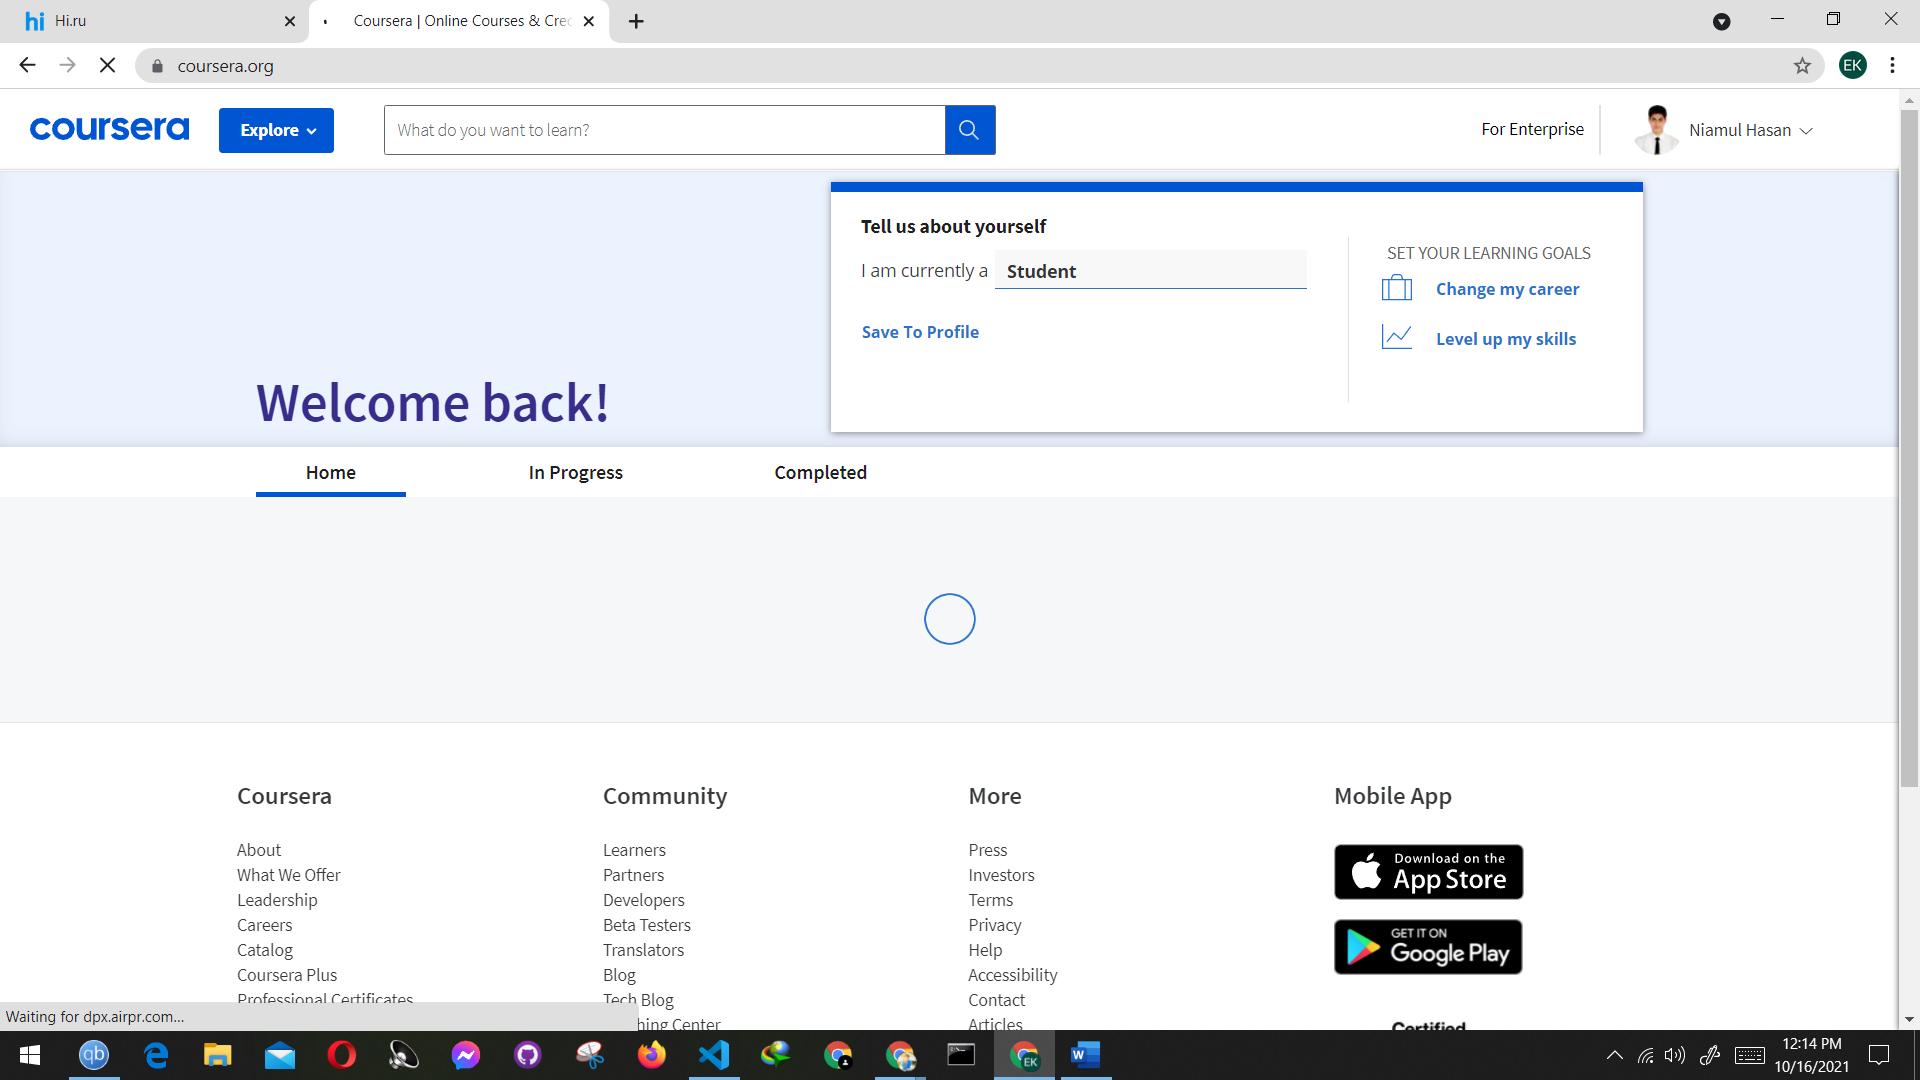 hi Hi.ru
Coursera | Online Courses & Cre
coursera.org
EK
coursera
Explore
What do you want to learn?
For Enterprise
Niamul Hasan
Tell us about yourself
I am currently a Student
Save To Profile
SET YOUR LEARNING GOALS
Change my career
Level up my skills
Welcome back!
Home
In Progress
Completed
Coursera
About
What We Offer
Leadership
Careers
Catalog
Coursera Plus
Professional Certificates
Community
Learners
Partners
Developers
Beta Testers
Translators
Blog
Tech Blog
hing Center
More
Press
Investors
Terms
Privacy
Help
Accessibility
Contact
Articles
Mobile App
Download on the
App Store
GET IT ON
Google Play
Certified
Waiting for dpx.airpr.com...
qb
EK
W
12:14 PM
10/16/2021